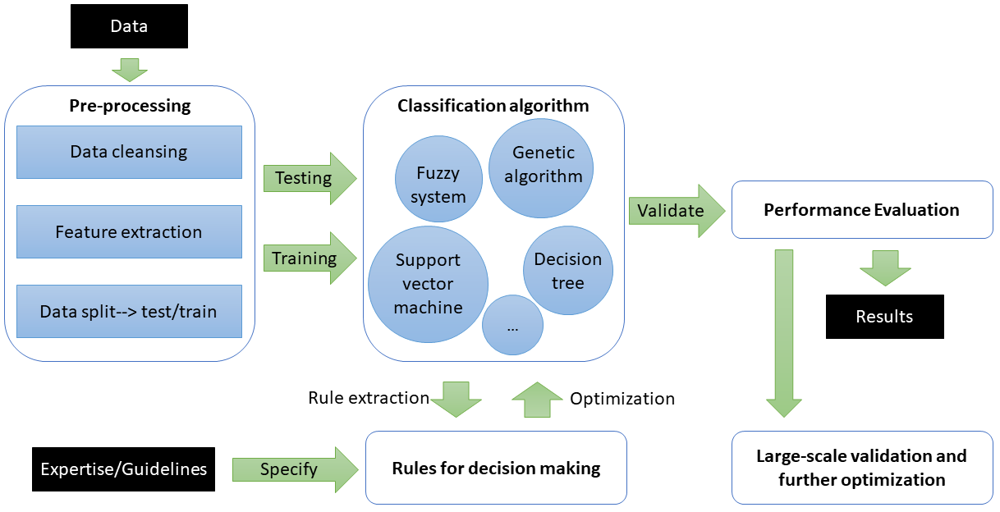 Data
Pre-processing
Data cleansing
Feature extraction
Data split--> test/train
Testing
Training
Classification algorithm
Fuzzy
system
Genetic
algorithm
Support
vector
machine
Decision
tree
...
Validate
Performance Evaluation
Results
Rule extraction
Optimization
Expertise/Guidelines
Specify
Rules for decision making
Large-scale validation and
further optimization